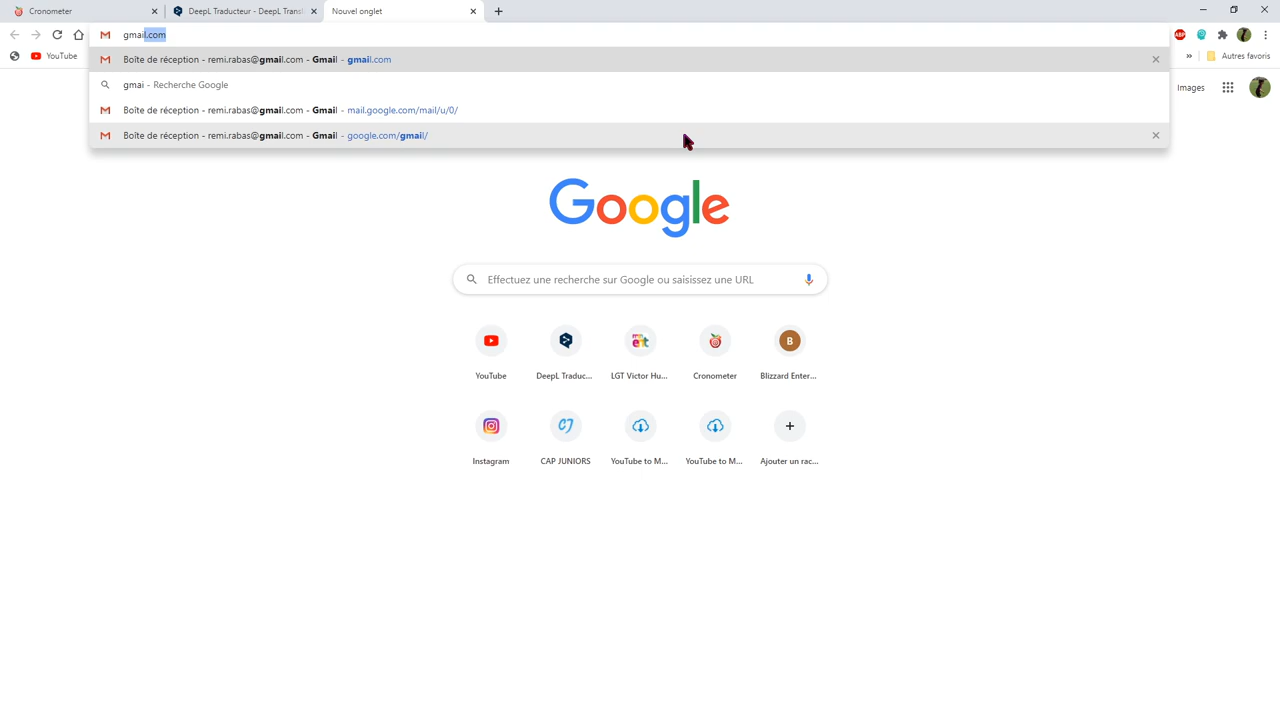 Cronometer
DeepL Traducteur - DeepL Transl
Nouvel onglet
gmail.com
Boîte de réception - remi.rabas@gmail.com - Gmail - gmail.com
gmai - Recherche Google
Boîte de réception - remi.rabas@gmail.com - Gmail - mail.google.com/mail/u/0/
Boîte de réception - remi.rabas@gmail.com - Gmail - google.com/gmail/
YouTube
ABP
»
Autres favoris
Images
Google
Effectuez une recherche sur Google ou saisissez une URL
YouTube
DeepL Traduc...
LGT Victor Hu...
Cronometer
B
Blizzard Enter...
Instagram
CJ
CAP JUNIORS
YouTube to M...
YouTube to M...
Ajouter un rac...